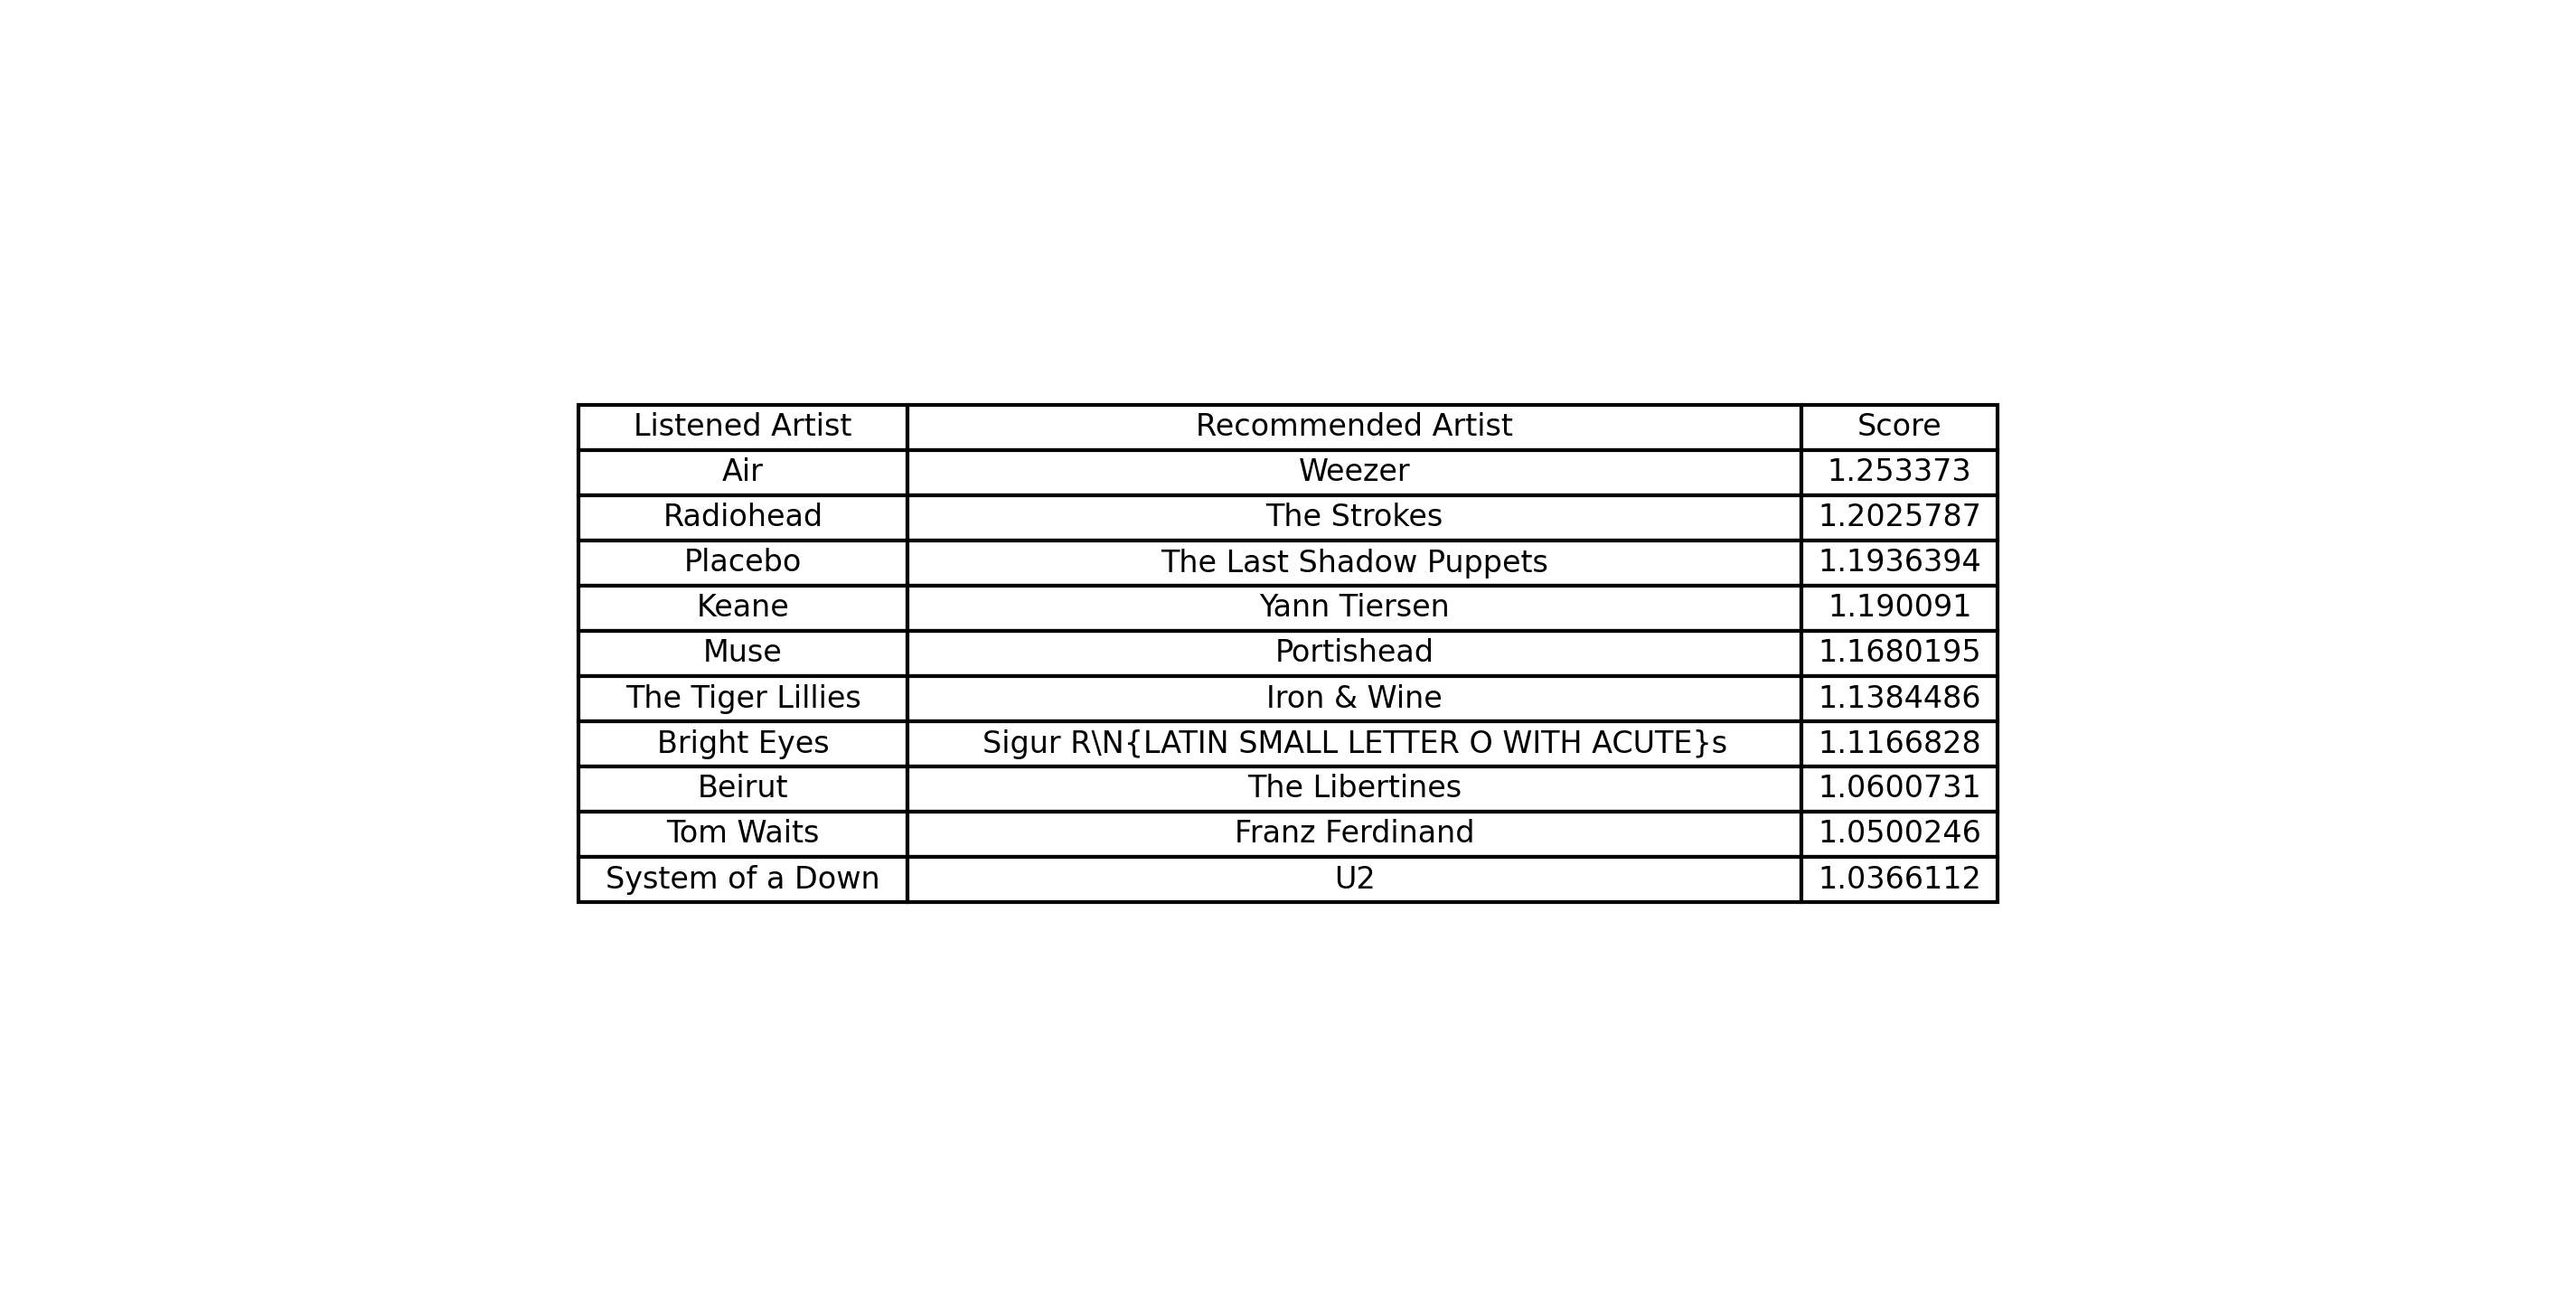 Listened Artist Recommended Artist Score
Air Weezer 1.253373
Radiohead The Strokes 1.2025787
Placebo The Last Shadow Puppets 1.1936394
Keane Yann Tiersen 1.190091
Muse Portishead 1.1680195
The Tiger Lillies Iron & Wine 1.1384486
Bright Eyes Sigur R\N{LATIN SMALL LETTER O WITH ACUTE}s 1.1166828
Beirut The Libertines 1.0600731
Tom Waits Franz Ferdinand 1.0500246
System of a Down U2 1.0366112